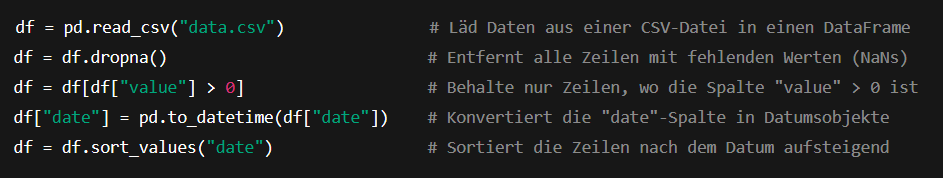 df = pd.read_csv("data.csv") # Läd Daten aus einer CSV-Datei in einen DataFrame
df = df.dropna() # Entfernt alle Zeilen mit fehlenden Werten (NaNs)
df = df[df["value"] > 0] # Behalte nur Zeilen, wo die Spalte "value" > 0 ist
df["date"] = pd.to_datetime(df["date"]) # Konvertiert die "date"-Spalte in Datumsobjekte
df = df.sort_values("date") # Sortiert die Zeilen nach dem Datum aufsteigend